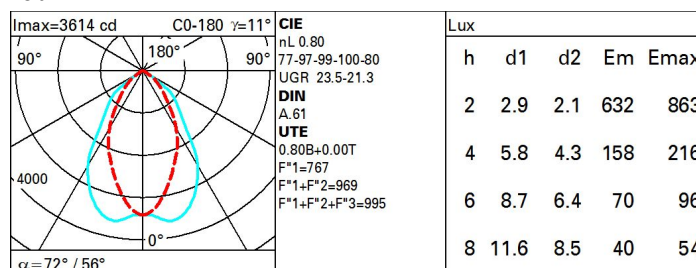 Imax=3614 cd C0-180 γ=11°
90° 180° 90°
4000
0°
α=72° / 56°
CIE
nL 0.80
77-97-99-100-80
UGR 23.5-21.3
DIN
A.61
UTE
0.80B+0.00T
F"1=767
F"1+F"2=969
F"1+F"2+F"3=995
Lux
h d1 d2 Em Emax
2 2.9 2.1 632 863
4 5.8 4.3 158 216
6 8.7 6.4 70 96
8 11.6 8.5 40 54